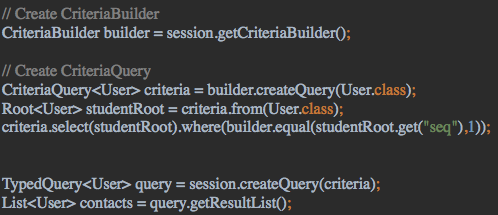 // Create CriteriaBuilder
CriteriaBuilder builder = session.getCriteriaBuilder();
// Create CriteriaQuery
CriteriaQuery<User> criteria = builder.createQuery(User.class);
Root<User> studentRoot = criteria.from(User.class);
criteria.select(studentRoot).where(builder.equal(studentRoot.get("seq"),1));
TypedQuery<User> query = session.createQuery(criteria);
List<User> contacts = query.getResultList();